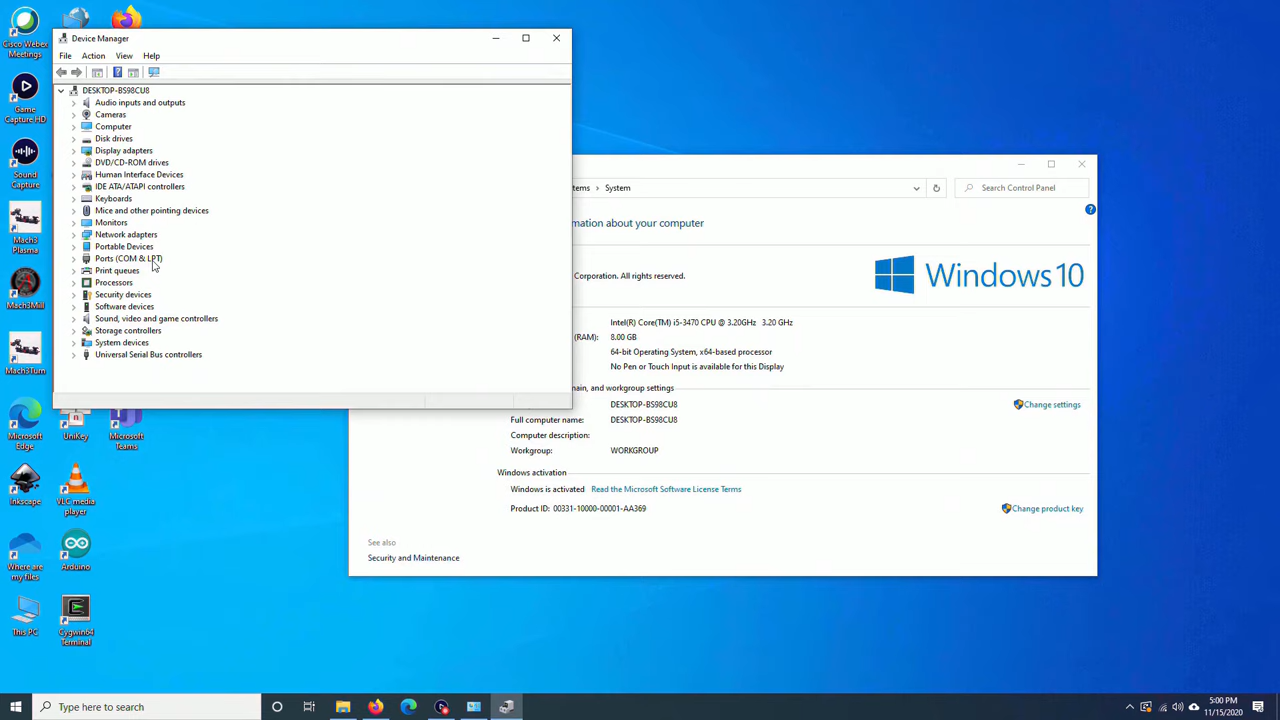 Cisco Webex
Meetings
Game
Capture HD
Sound
Capture
Mach3
Plasma
Mach3Mill
Mach3Turn
Microsoft
Edge
UniKey
Microsoft
Teams
Inkscape
VLC media
player
Where are
my files
Arduino
This PC
Cygwin64
Terminal
Device Manager
File Action View Help
DESKTOP-BS98CU8
Audio inputs and outputs
Cameras
Computer
Disk drives
Display adapters
DVD/CD-ROM drives
Human Interface Devices
IDE ATA/ATAPI controllers
Keyboards
Mice and other pointing devices
Monitors
Network adapters
Portable Devices
Ports (COM & LPT)
Print queues
Processors
Security devices
Software devices
Sound, video and game controllers
Storage controllers
System devices
Universal Serial Bus controllers
System
Search Control Panel
about your computer
Corporation. All rights reserved.
Windows 10
Intel(R) Core(TM) i5-3470 CPU @ 3.20GHz 3.20 GHz
(RAM): 8.00 GB
64-bit Operating System, x64-based processor
No Pen or Touch Input is available for this Display
and workgroup settings
DESKTOP-BS98CU8
Change settings
Full computer name: DESKTOP-BS98CU8
Computer description:
Workgroup: WORKGROUP
Windows activation
Windows is activated Read the Microsoft Software License Terms
Product ID: 00331-10000-00001-AA369
Change product key
See also
Security and Maintenance
Type here to search
5:00 PM
11/15/2020